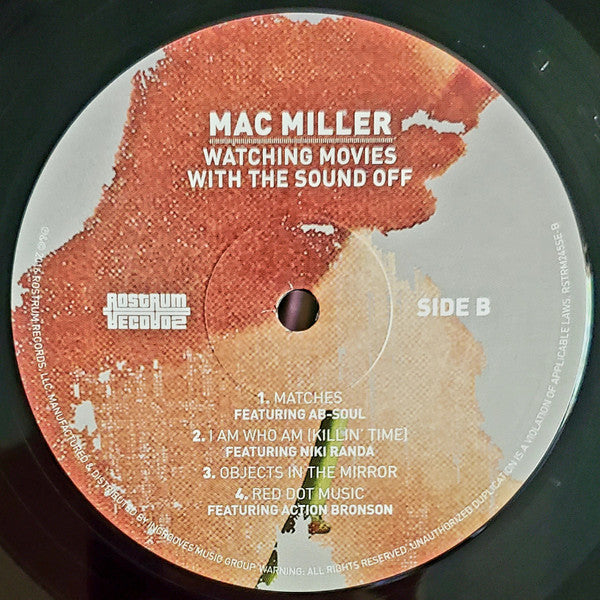 MAC MILLER
WATCHING MOVIES
WITH THE SOUND OFF
ROSTRUM
RECORDS
SIDE B
1. MATCHES
FEATURING AB-SOUL
2. I AM WHO AM (KILLIN' TIME)
FEATURING NIKI RANDA
3. OBJECTS IN THE MIRROR
4. RED DOT MUSIC
FEATURING ACTION BRONSON
ROSTRUM RECORDS, LLC. MANUFACTURED & DISTRIBUTED BY INGROOVES MUSIC GROUP. WARNING: ALL RIGHTS RESERVED. UNAUTHORIZED DUPLICATION IS A VIOLATION OF APPLICABLE LAWS. RSTRM245SE-B